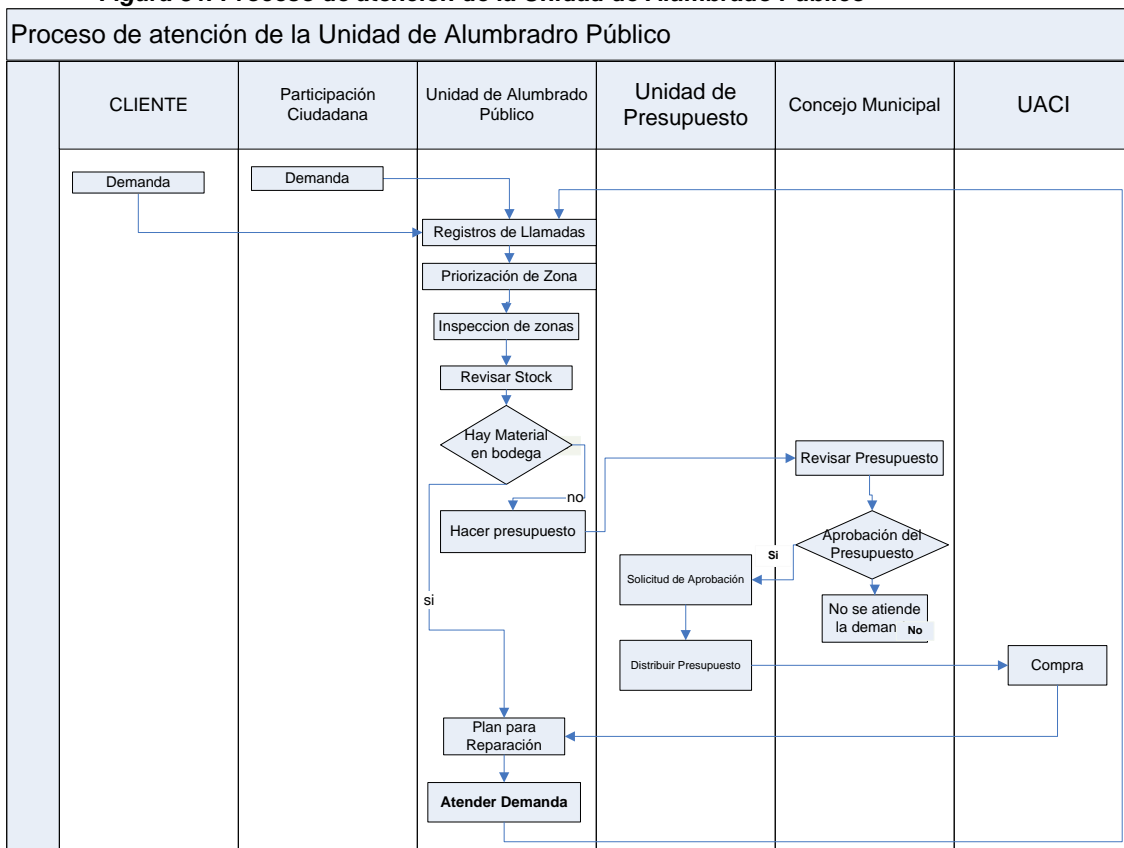 Proceso de atención de la Unidad de Alumbradro Público
CLIENTE
Participación
Ciudadana
Unidad de Alumbrado
Público
Unidad de
Presupuesto
Concejo Municipal
UACI
Demanda
Demanda
Registros de Llamadas
Priorización de Zona
Inspeccion de zonas
Revisar Stock
Hay Material
en bodega
no
Hacer presupuesto
si
Revisar Presupuesto
Aprobación del
Presupuesto
Si
Solicitud de Aprobación
No se atiende
la deman
No
Distribuir Presupuesto
Compra
Plan para
Reparación
Atender Demanda